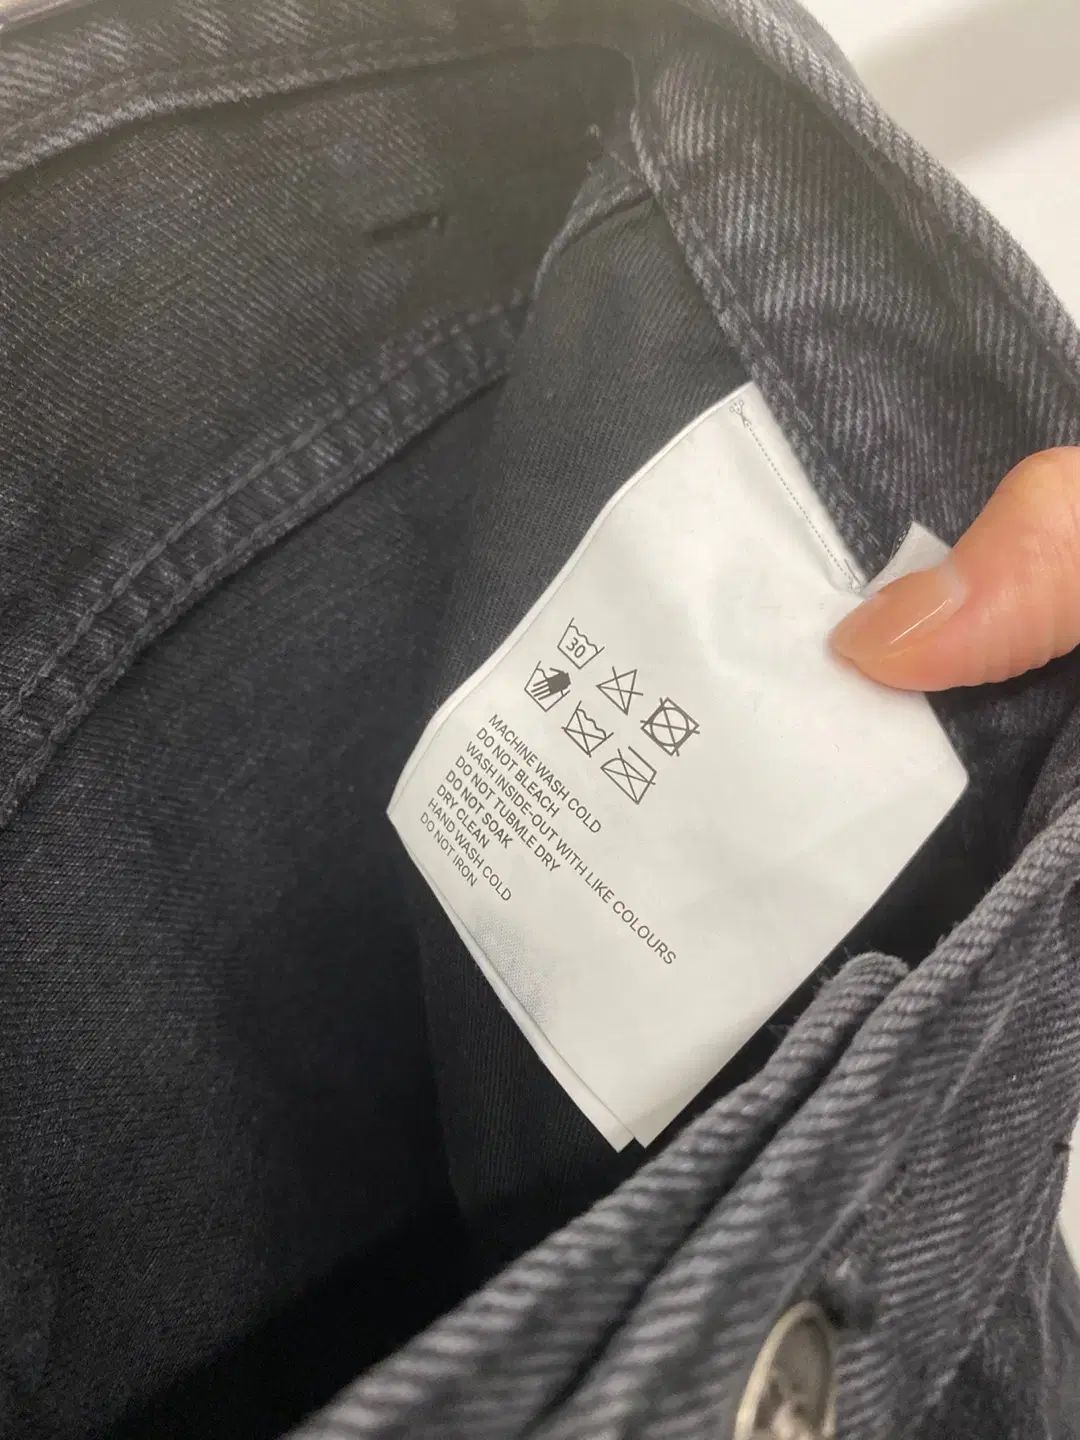 30
MACHINE WASH COLD
DO NOT BLEACH
WASH INSIDE-OUT WITH LIKE COLOURS
DO NOT TUBMLE DRY
DO NOT SOAK
DRY CLEAN
HAND WASH COLD
DO NOT IRON